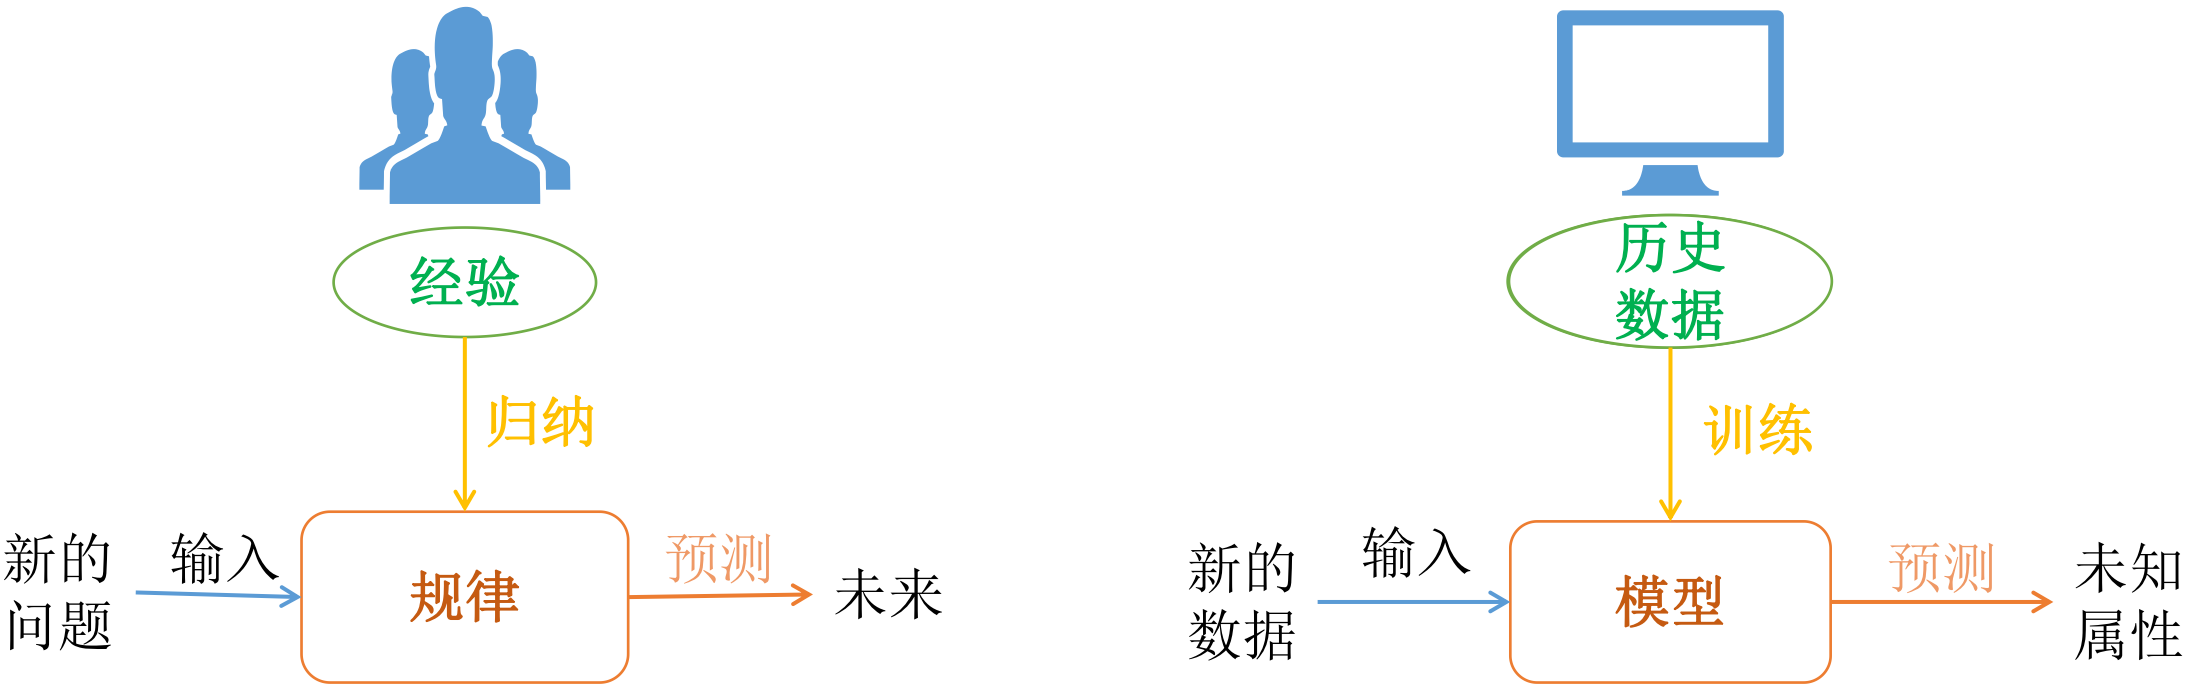 经验
归纳
新的
问题
输入
规律
预测
未来
历史
数据
训练
新的
数据
输入
模型
预测
未知
属性